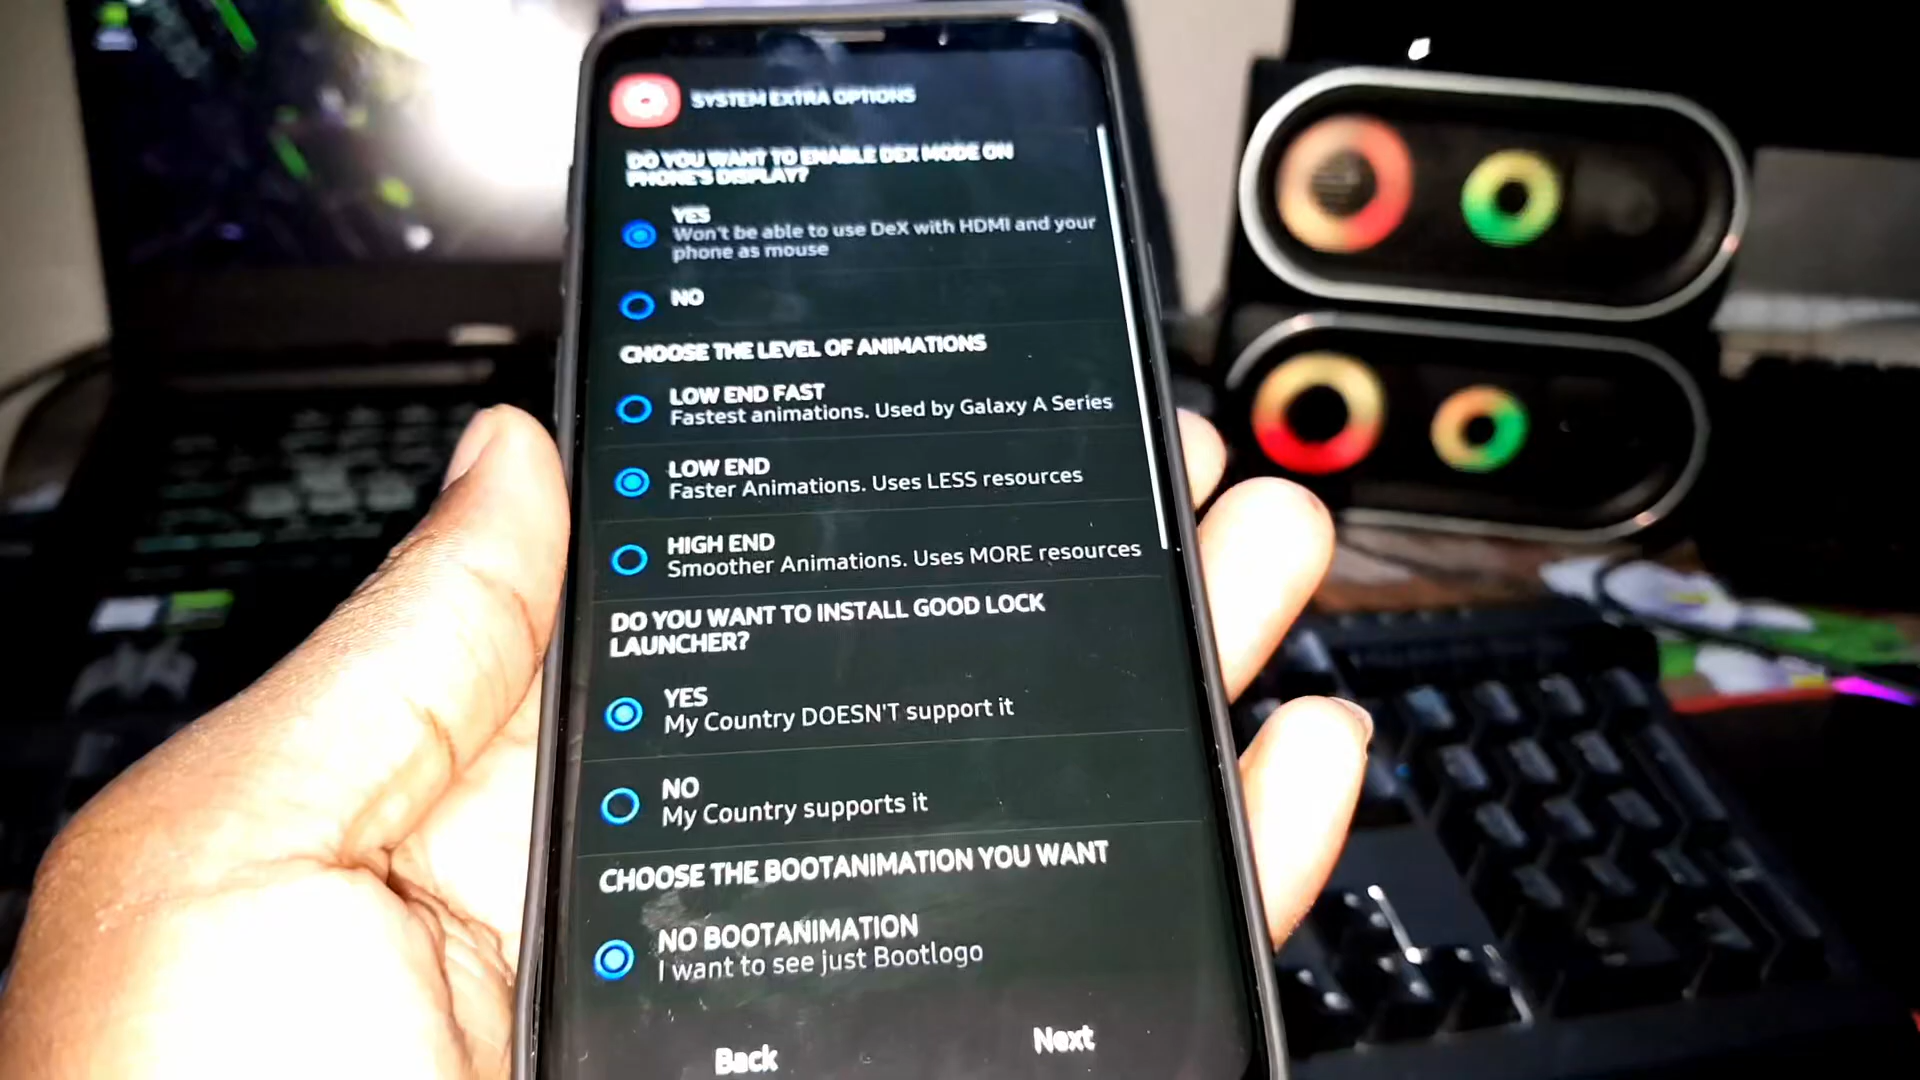 SYSTEM EXTRA OPTIONS
DO YOU WANT TO ENABLE DEX MODE ON
PHONE'S DISPLAY?
YES
Won't be able to use DeX with HDMI and your
phone as mouse
NO
CHOOSE THE LEVEL OF ANIMATIONS
LOW END FAST
Fastest animations. Used by Galaxy A Series
LOW END
Faster Animations. Uses LESS resources
HIGH END
Smoother Animations. Uses MORE resources
DO YOU WANT TO INSTALL GOOD LOCK
LAUNCHER?
YES
My Country DOESN'T support it
NO
My Country supports it
CHOOSE THE BOOTANIMATION YOU WANT
NO BOOTANIMATION
I want to see just Bootlogo
Back
Next